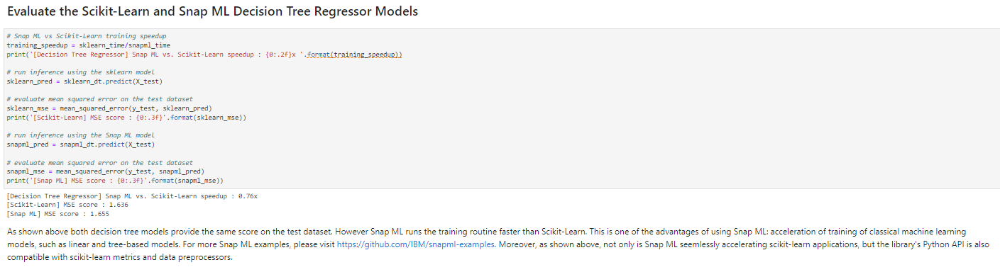 Evaluate the Scikit-Learn and Snap ML Decision Tree Regressor Models
# Snap ML vs Scikit-Learn training speedup
training_speedup = sklearn_time/snapml_time
print('[Decision Tree Regressor] Snap ML vs. Scikit-Learn speedup : {0:.2f}x '.format(training_speedup))
# run inference using the sklearn model
sklearn_pred = sklearn_dt.predict(X_test)
# evaluate mean squared error on the test dataset
sklearn_mse = mean_squared_error(y_test, sklearn_pred)
print('[Scikit-Learn] MSE score : {0:.3f}'.format(sklearn_mse))
# run inference using the Snap ML model
snapml_pred = snapml_dt.predict(X_test)
# evaluate mean squared error on the test dataset
snapml_mse = mean_squared_error(y_test, snapml_pred)
print('[Snap ML] MSE score : {0:.3f}'.format(snapml_mse))
[Decision Tree Regressor] Snap ML vs. Scikit-Learn speedup : 0.76x
[Scikit-Learn] MSE score : 1.636
[Snap ML] MSE score : 1.655
As shown above both decision tree models provide the same score on the test dataset. However Snap ML runs the training routine faster than Scikit-Learn. This is one of the advantages of using Snap ML: acceleration of training of classical machine learning
models, such as linear and tree-based models. For more Snap ML examples, please visit https://github.com/IBM/snapml-examples. Moreover, as shown above, not only is Snap ML seemlessly accelerating scikit-learn applications, but the library's Python API is also
compatible with scikit-learn metrics and data preprocessors.